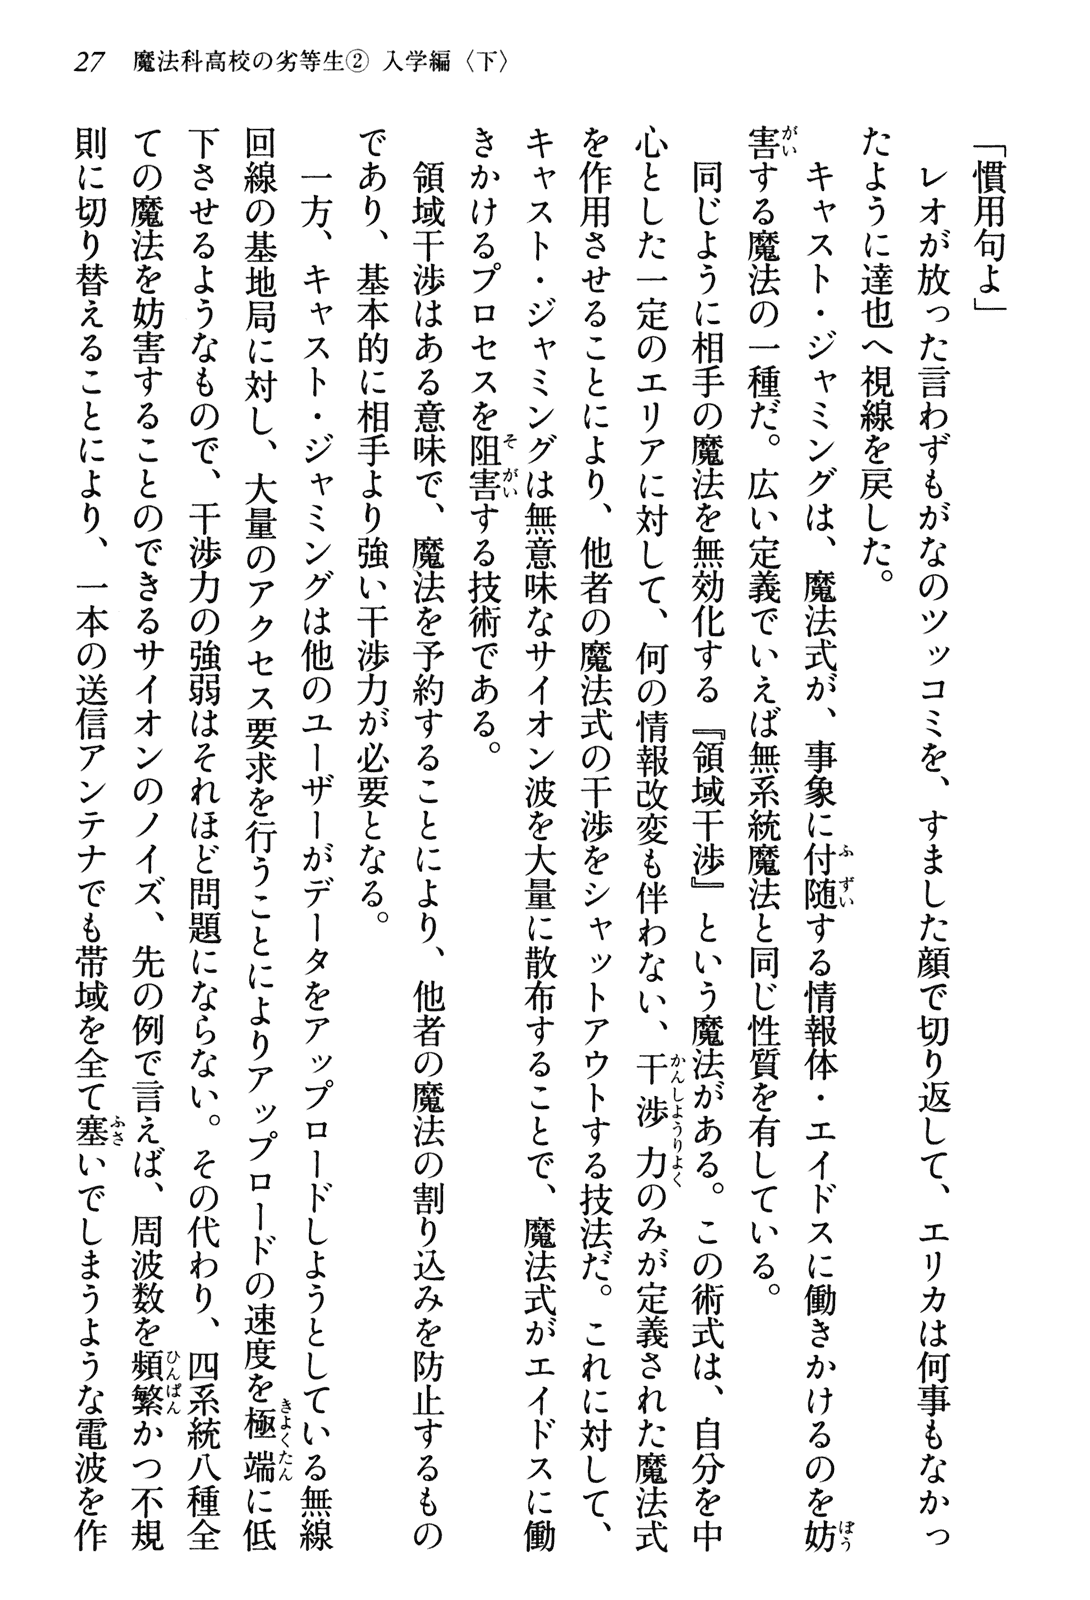 27 魔法科高校の劣等生② 入学編〈下〉
「慣用句よ」
　レオが放った言わずもがなのツッコミを、すました顔で切り返して、エリカは何事もなかっ
たように達也へ視線を戻した。
　キャスト・ジャミングは、魔法式が、事象に付随する情報体・エイドスに働きかけるのを妨
害する魔法の一種だ。広い定義でいえば無系統魔法と同じ性質を有している。
　同じように相手の魔法を無効化する『領域干渉』という魔法がある。この術式は、自分を中
心とした一定のエリアに対して、何の情報改変も伴わない、干渉力のみが定義された魔法式
を作用させることにより、他者の魔法式の干渉をシャットアウトする技法だ。これに対して、
キャスト・ジャミングは無意味なサイオン波を大量に散布することで、魔法式がエイドスに働
きかけるプロセスを阻害する技術である。
　領域干渉はある意味で、魔法を予約することにより、他者の魔法の割り込みを防止するもの
であり、基本的に相手より強い干渉力が必要となる。
　一方、キャスト・ジャミングは他のユーザーがデータをアップロードしようとしている無線
回線の基地局に対し、大量のアクセス要求を行うことによりアップロードの速度を極端に低
下させるようなもので、干渉力の強弱はそれほど問題にならない。その代わり、四系統八種全
ての魔法を妨害することのできるサイオンのノイズ、先の例で言えば、周波数を頻繁かつ不規
則に切り替えることにより、一本の送信アンテナでも帯域を全て塞いでしまうような電波を作